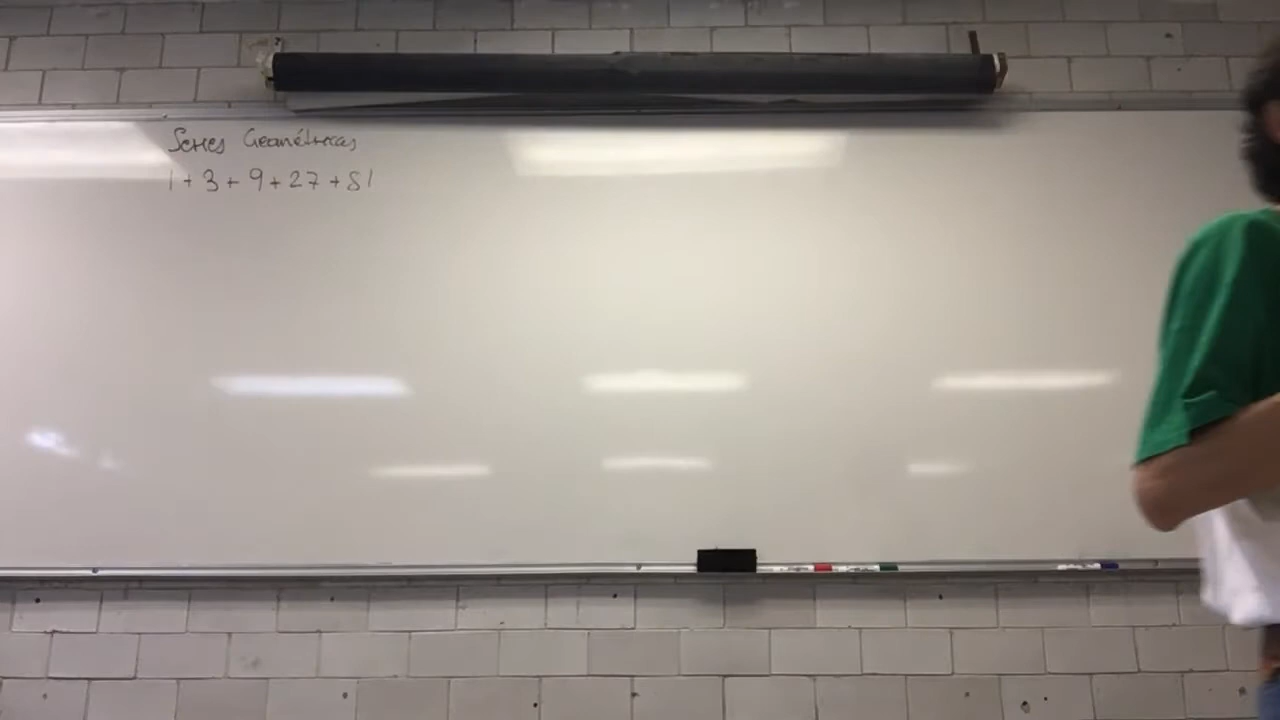 Series Geométricas
1 + 3 + 9 + 27 + 81